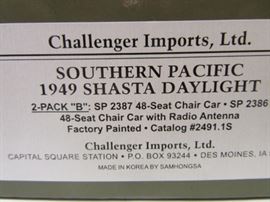 Challenger Imports, Ltd.
SOUTHERN PACIFIC
1949 SHASTA DAYLIGHT
2-PACK "B": SP 2387 48-Seat Chair Car • SP 2386
48-Seat Chair Car with Radio Antenna
Factory Painted • Catalog #2491.1S
Challenger Imports, Ltd.
CAPITAL SQUARE STATION • P.O. BOX 93244 • DES MOINES, IA
MADE IN KOREA BY SAMHONGSA